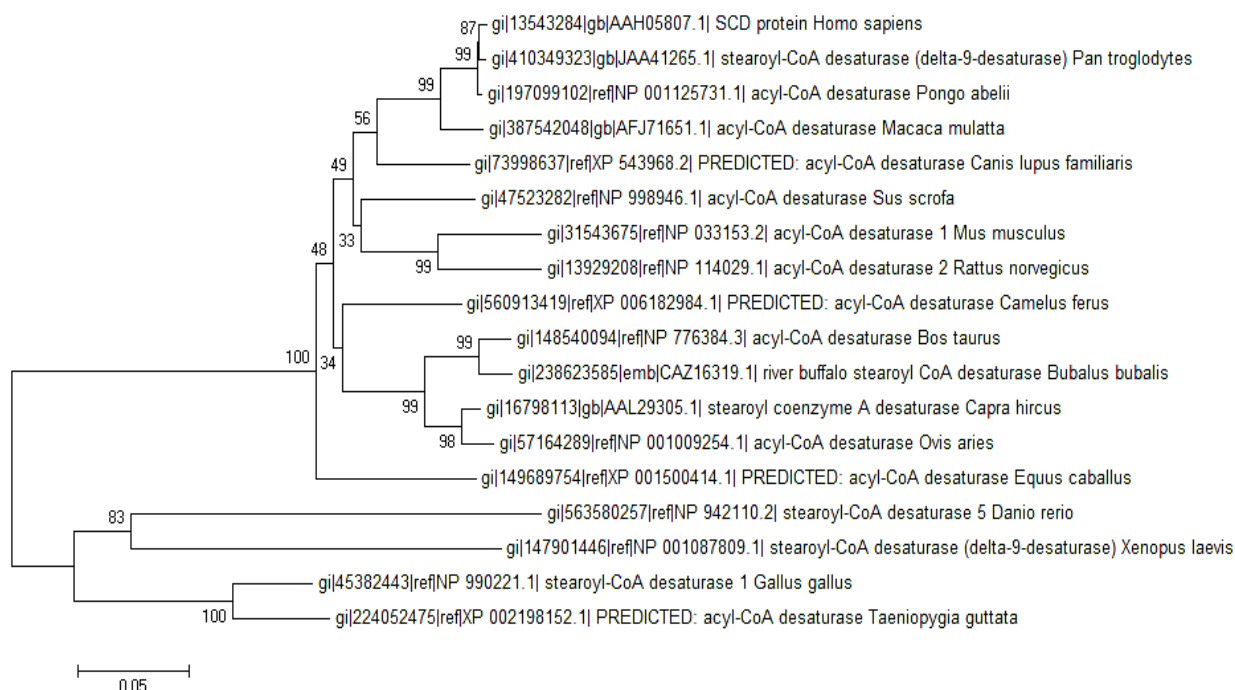 87
gi|13543284|gb|AAH05807.1| SCD protein Homo sapiens
99
gi|410349323|gb|JAA41265.1| stearoyl-CoA desaturase (delta-9-desaturase) Pan troglodytes
99
gi|197099102|ref|NP 001125731.1| acyl-CoA desaturase Pongo abelii
56
gi|387542048|gb|AFJ71651.1| acyl-CoA desaturase Macaca mulatta
49
gi|73998637|ref|XP 543968.2| PREDICTED: acyl-CoA desaturase Canis lupus familiaris
gi|47523282|ref|NP 998946.1| acyl-CoA desaturase Sus scrofa
48
33
gi|31543675|ref|NP 033153.2| acyl-CoA desaturase 1 Mus musculus
99
gi|13929208|ref|NP 114029.1| acyl-CoA desaturase 2 Rattus norvegicus
gi|560913419|ref|XP 006182984.1| PREDICTED: acyl-CoA desaturase Camelus ferus
99
gi|148540094|ref|NP 776384.3| acyl-CoA desaturase Bos taurus
100
34
gi|238623585|emb|CAZ16319.1| river buffalo stearoyl CoA desaturase Bubalus bubalis
99
gi|16798113|gb|AAL29305.1| stearoyl coenzyme A desaturase Capra hircus
98
gi|57164289|ref|NP 001009254.1| acyl-CoA desaturase Ovis aries
gi|149689754|ref|XP 001500414.1| PREDICTED: acyl-CoA desaturase Equus caballus
83
gi|563580257|ref|NP 942110.2| stearoyl-CoA desaturase 5 Danio rerio
gi|147901446|ref|NP 001087809.1| stearoyl-CoA desaturase (delta-9-desaturase) Xenopus laevis
gi|45382443|ref|NP 990221.1| stearoyl-CoA desaturase 1 Gallus gallus
100
gi|224052475|ref|XP 002198152.1| PREDICTED: acyl-CoA desaturase Taeniopygia guttata
0.05